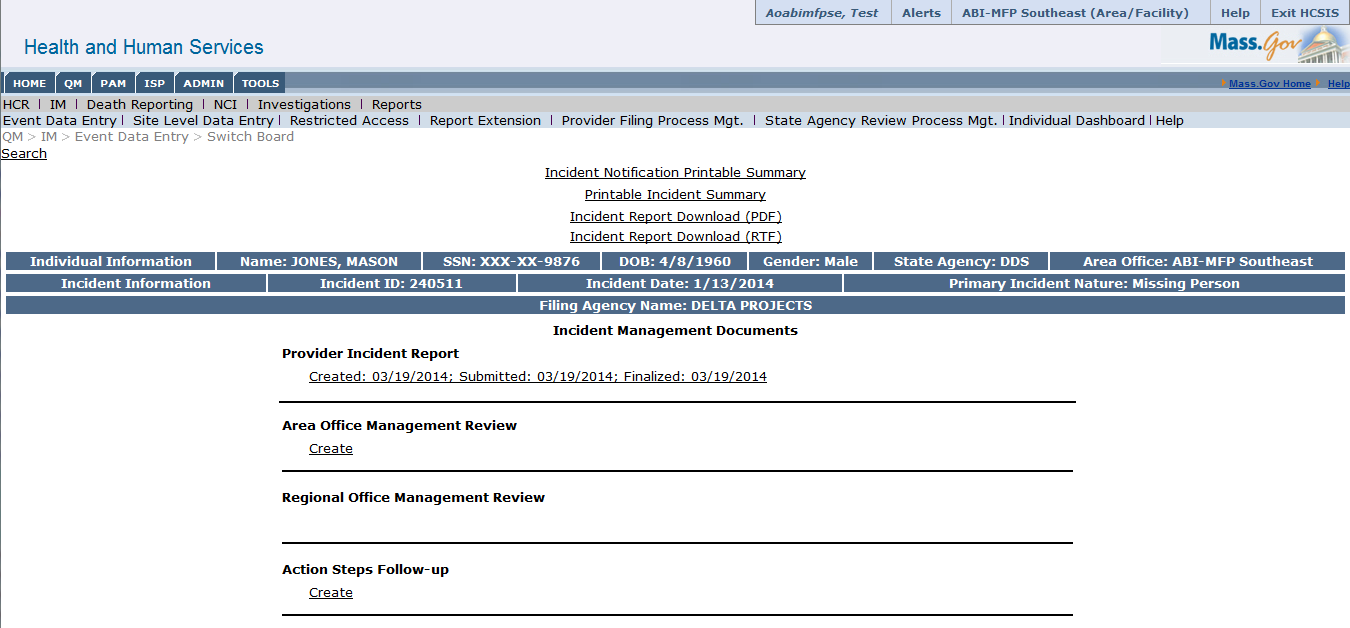 Aoabimfpse, Test Alerts ABI-MFP Southeast (Area/Facility) Help Exit HCSIS
Health and Human Services
Mass.Gov
HOME QM PAM ISP ADMIN TOOLS
Mass.Gov Home Help
HCR | IM | Death Reporting | NCI | Investigations | Reports
Event Data Entry | Site Level Data Entry | Restricted Access | Report Extension | Provider Filing Process Mgt. | State Agency Review Process Mgt. | Individual Dashboard | Help
QM > IM > Event Data Entry > Switch Board
Search
Incident Notification Printable Summary
Printable Incident Summary
Incident Report Download (PDF)
Incident Report Download (RTF)
Individual Information Name: JONES, MASON SSN: XXX-XX-9876 DOB: 4/8/1960 Gender: Male State Agency: DDS Area Office: ABI-MFP Southeast
Incident Information Incident ID: 240511 Incident Date: 1/13/2014 Primary Incident Nature: Missing Person
Filing Agency Name: DELTA PROJECTS
Incident Management Documents
Provider Incident Report
Created: 03/19/2014; Submitted: 03/19/2014; Finalized: 03/19/2014
Area Office Management Review
Create
Regional Office Management Review
Action Steps Follow-up
Create